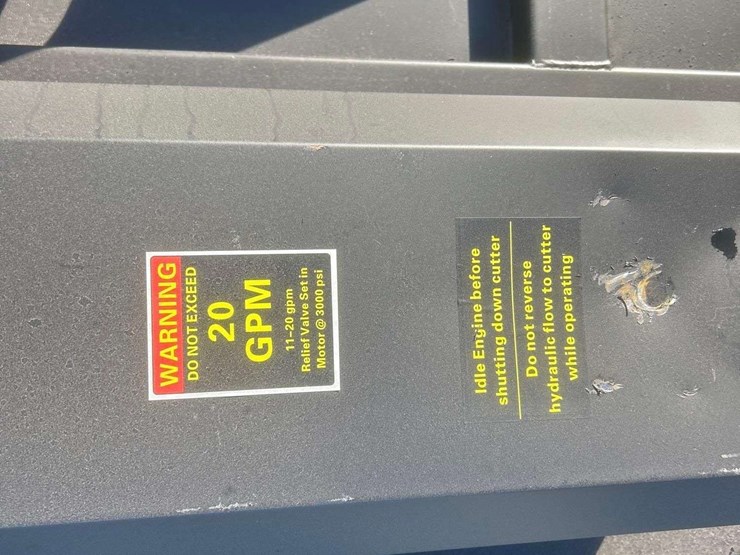 WARNING
DO NOT EXCEED
20
GPM
11-20 gpm
Relief Valve Set in
Motor @ 3000 psi
Idle Engine before
shutting down cutter
Do not reverse
hydraulic flow to cutter
while operating